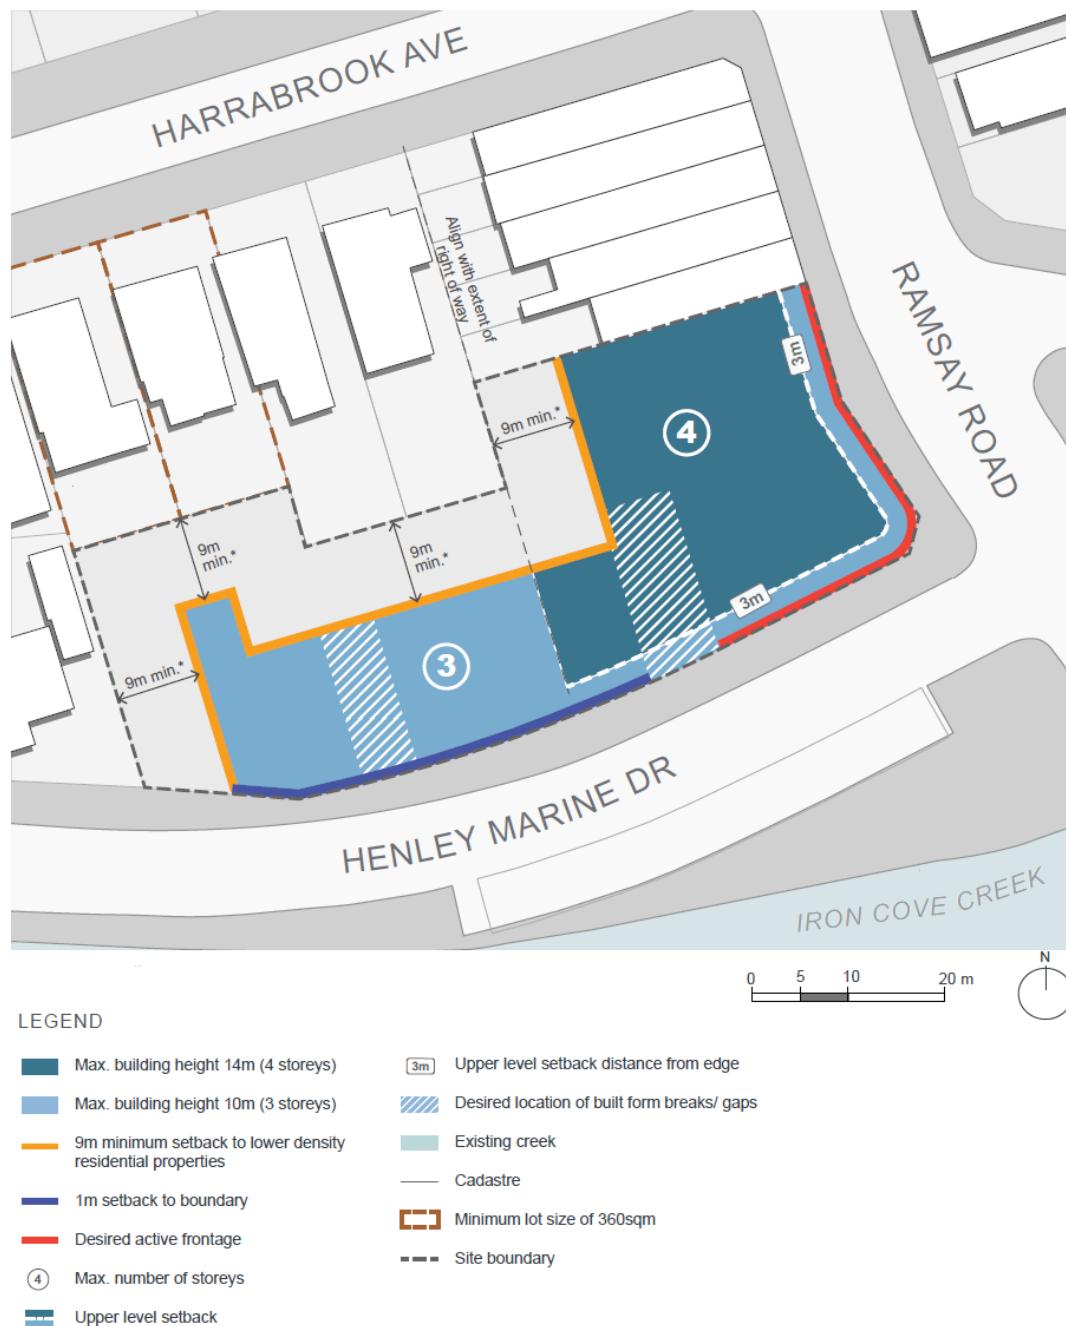 HARRABROOK AVE
Align with extent of
right of way
RAMSAY ROAD
3m
9m min.*
4
9m
min.*
9m
min.*
9m min.*
3m
3
HENLEY MARINE DR
IRON COVE CREEK
0 5 10 20 m
N
LEGEND
Max. building height 14m (4 storeys)
Max. building height 10m (3 storeys)
9m minimum setback to lower density
residential properties
1m setback to boundary
Desired active frontage
4 Max. number of storeys
Upper level setback
3m Upper level setback distance from edge
Desired location of built form breaks/ gaps
Existing creek
Cadastre
Minimum lot size of 360sqm
Site boundary